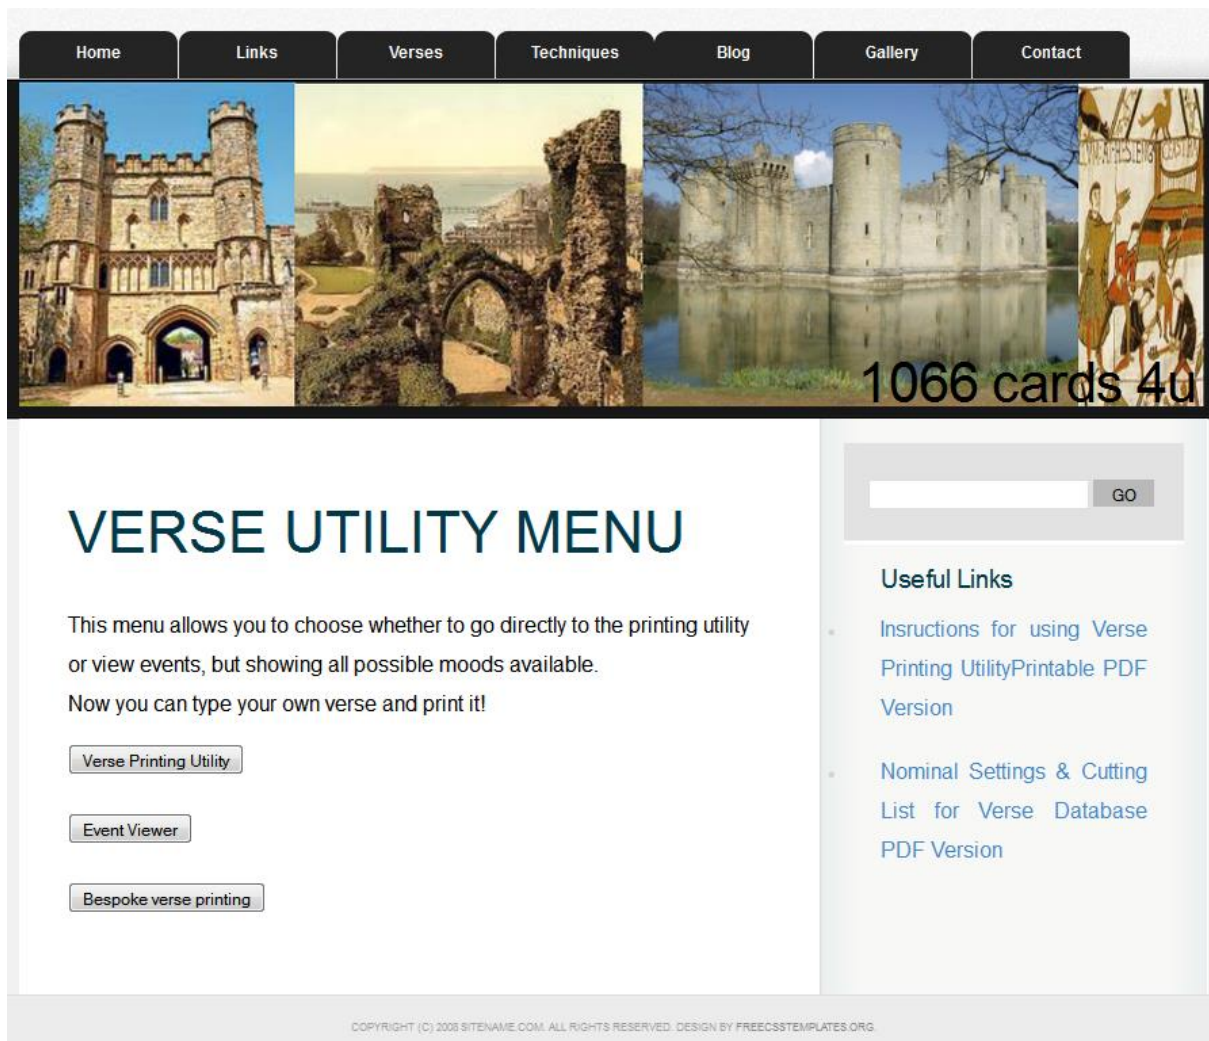 Home Links Verses Techniques Blog Gallery Contact
1066 cards 4u
VERSE UTILITY MENU
This menu allows you to choose whether to go directly to the printing utility
or view events, but showing all possible moods available.
Now you can type your own verse and print it!
Verse Printing Utility
Event Viewer
Bespoke verse printing
GO
Useful Links
Insructions for using Verse
Printing UtilityPrintable PDF
Version
Nominal Settings & Cutting
List for Verse Database
PDF Version
COPYRIGHT (C) 2008 SITENAME.COM. ALL RIGHTS RESERVED. DESIGN BY FREECSSTEMPLATES.ORG.